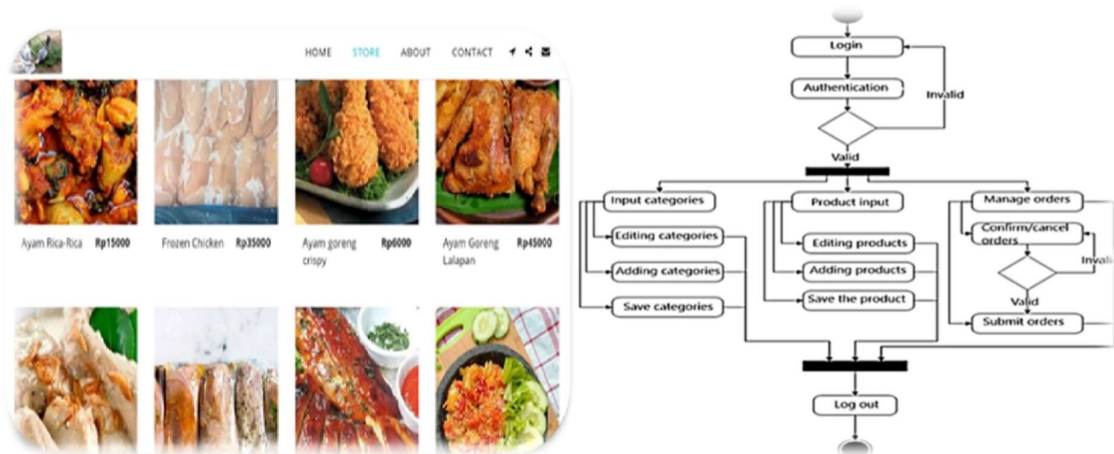 HOME STORE ABOUT CONTACT
Ayam Rica-Rica Rp15000
Frozen Chicken Rp35000
Ayam goreng Rp6000
crispy
Ayam Goreng Rp45000
Lalapan
Login
Authentication
Invalid
Valid
Input categories
Editing categories
Adding categories
Save categories
Product input
Editing products
Adding products
Save the product
Manage orders
Confirm/cancel
orders
Invali
Valid
Submit orders
Log out